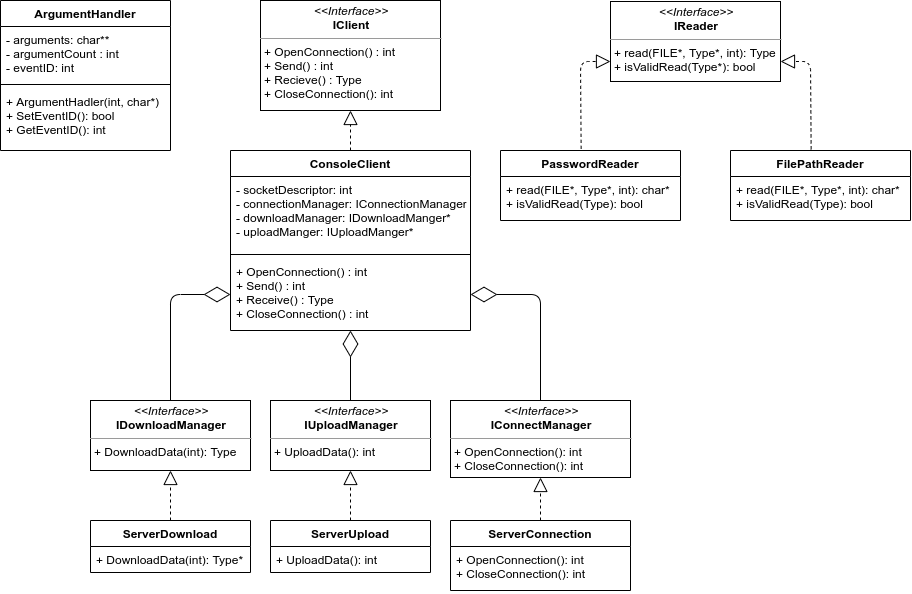 ArgumentHandler
- arguments: char**
- argumentCount : int
- eventID: int
+ ArgumentHadler(int, char*)
+ SetEventID(): bool
+ GetEventID(): int
<<Interface>>
IClient
+ OpenConnection() : int
+ Send() : int
+ Recieve() : Type
+ CloseConnection(): int
<<Interface>>
IReader
+ read(FILE*, Type*, int): Type
+ isValidRead(Type*): bool
ConsoleClient
- socketDescriptor: int
- connectionManager: IConnectionManager
- downloadManager: IDownloadManger*
- uploadManger: IUploadManger*
+ OpenConnection() : int
+ Send() : int
+ Receive() : Type
+ CloseConnection() : int
PasswordReader
+ read(FILE*, Type*, int): char*
+ isValidRead(Type): bool
FilePathReader
+ read(FILE*, Type*, int): char*
+ isValidRead(Type): bool
<<Interface>>
IDownloadManager
+ DownloadData(int): Type
<<Interface>>
IUploadManager
+ UploadData(): int
<<Interface>>
IConnectManager
+ OpenConnection(): int
+ CloseConnection(): int
ServerDownload
+ DownloadData(int): Type*
ServerUpload
+ UploadData(): int
ServerConnection
+ OpenConnection(): int
+ CloseConnection(): int